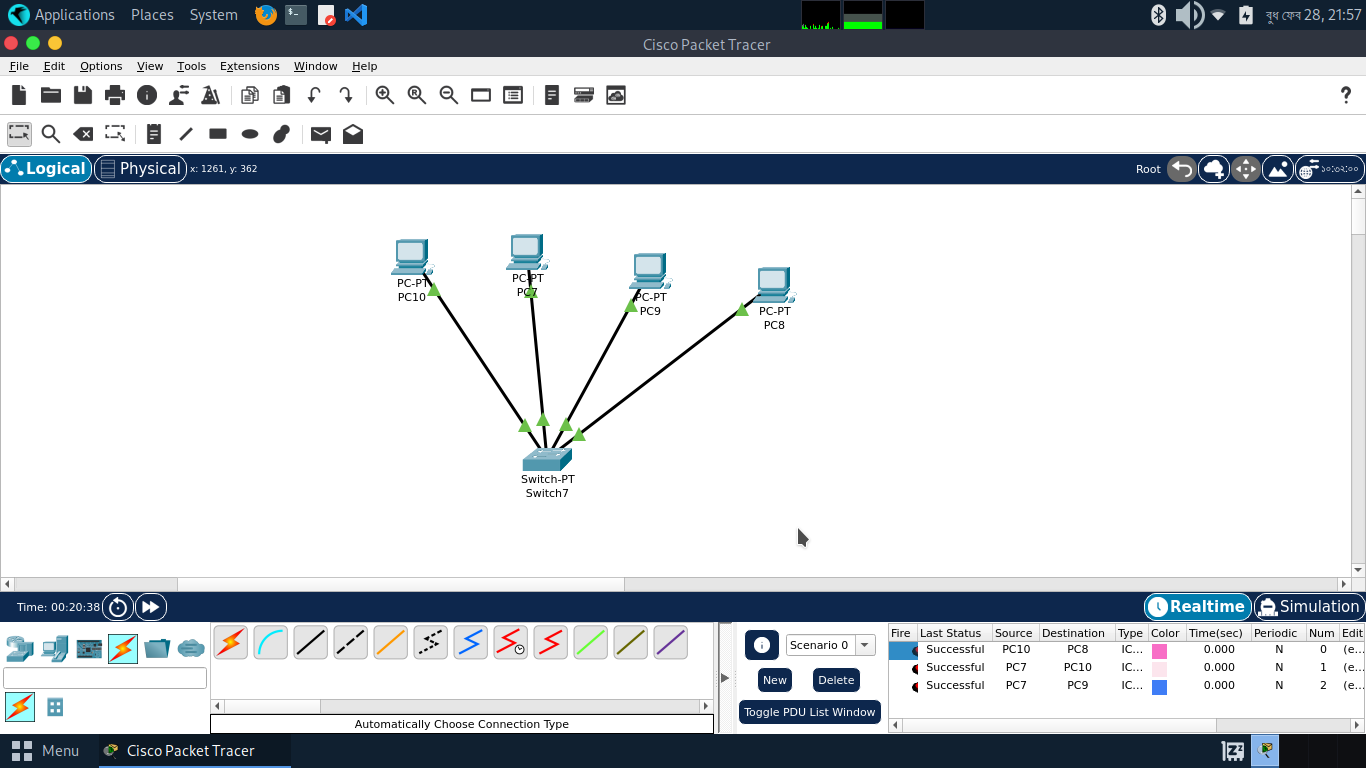 Applications Places System বুধ ফেব 28, 21:57
Cisco Packet Tracer
File Edit Options View Tools Extensions Window Help
Logical Physical x: 1261, y: 362 Root ১০:৩২:০০
PC-PT
PC10
PC-PT
PC7
PC-PT
PC9
PC-PT
PC8
Switch-PT
Switch7
Time: 00:20:38 Realtime Simulation
Scenario 0
New Delete
Toggle PDU List Window
Fire Last Status Source Destination Type Color Time(sec) Periodic Num Edit
Successful PC10 PC8 IC... 0.000 N 0 (e...
Successful PC7 PC10 IC... 0.000 N 1 (e...
Successful PC7 PC9 IC... 0.000 N 2 (e...
Automatically Choose Connection Type
Menu Cisco Packet Tracer